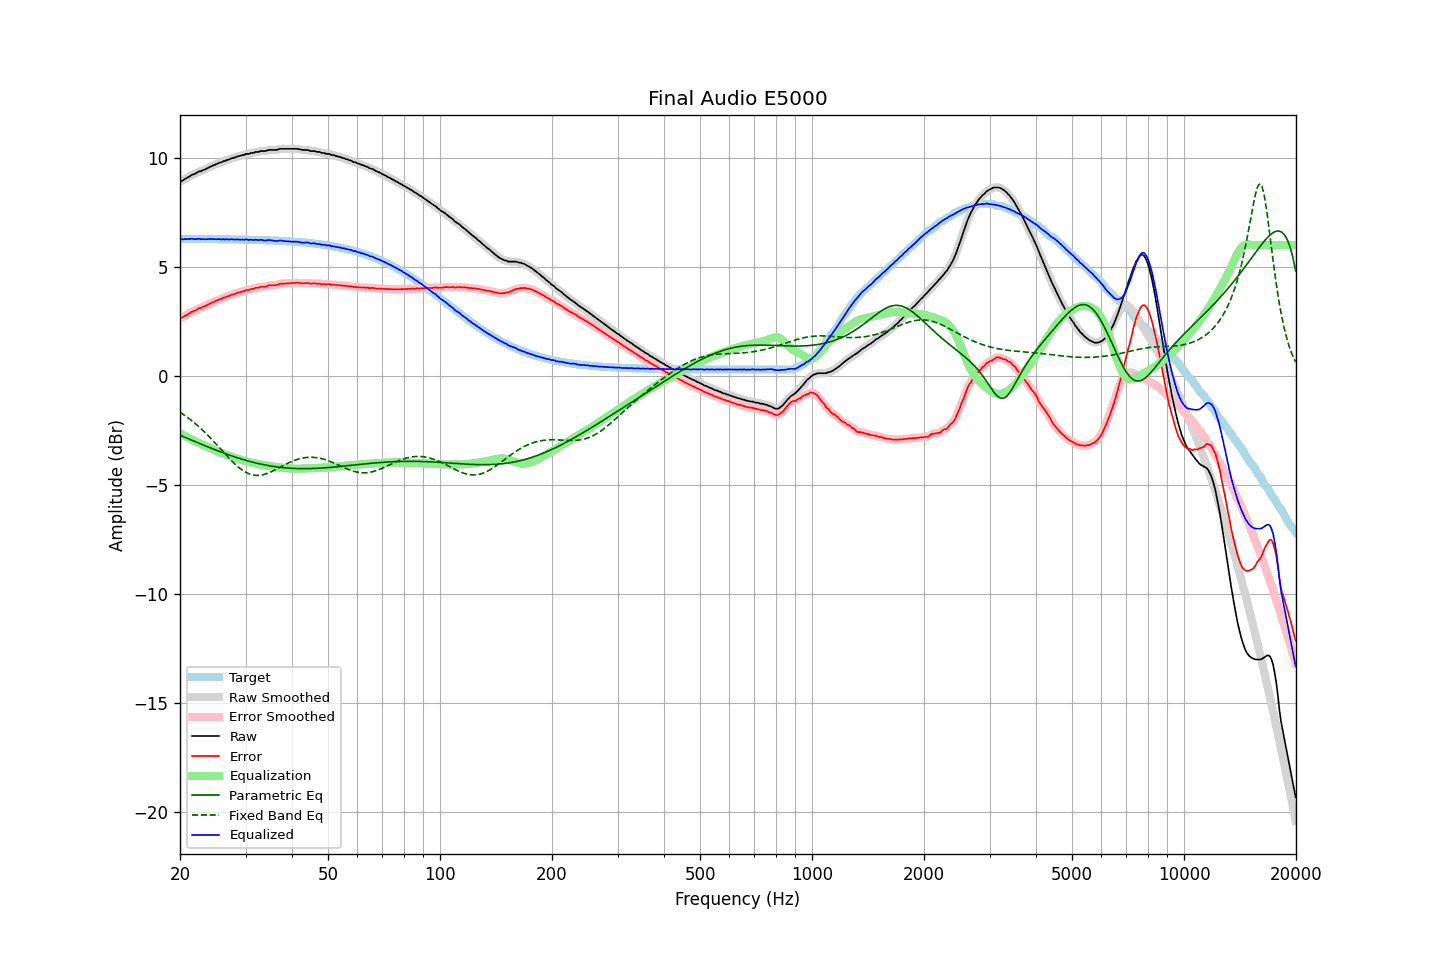 Final Audio E5000
Amplitude (dBr)
10
5
0
−5
−10
−15
−20
Target
Raw Smoothed
Error Smoothed
Raw
Error
Equalization
Parametric Eq
Fixed Band Eq
Equalized
20 50 100 200 500 1000 2000 5000 10000 20000
Frequency (Hz)